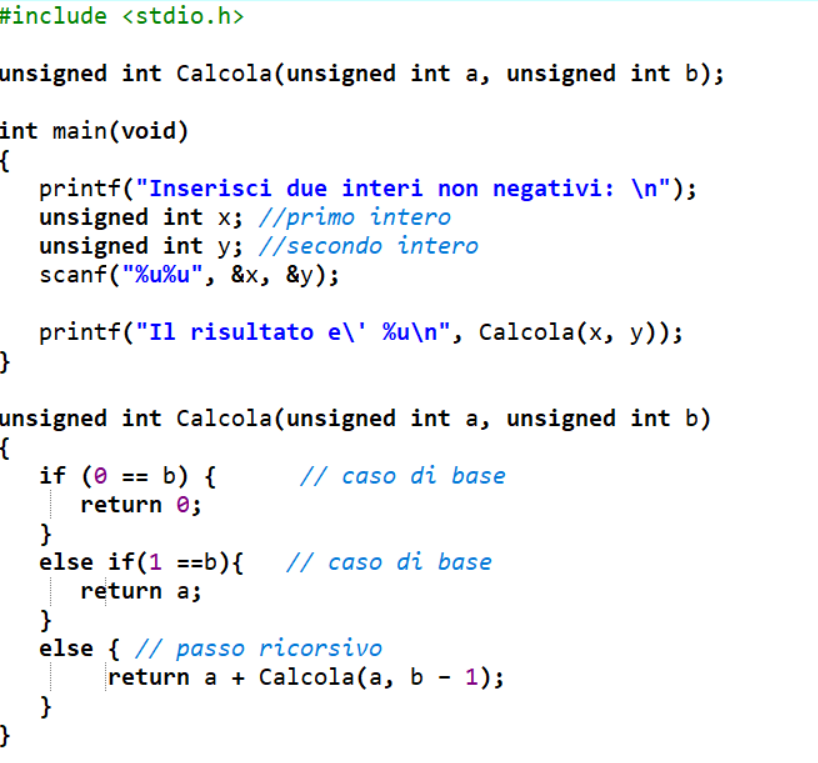 #include <stdio.h>
unsigned int Calcola(unsigned int a, unsigned int b);
int main(void)
{
printf("Inserisci due interi non negativi: \n");
unsigned int x; //primo intero
unsigned int y; //secondo intero
scanf("%u%u", &x, &y);
printf("Il risultato e\' %u\n", Calcola(x, y));
}
unsigned int Calcola(unsigned int a, unsigned int b)
{
if (0 == b) { // caso di base
return 0;
}
else if(1 ==b){ // caso di base
return a;
}
else { // passo ricorsivo
return a + Calcola(a, b - 1);
}
}